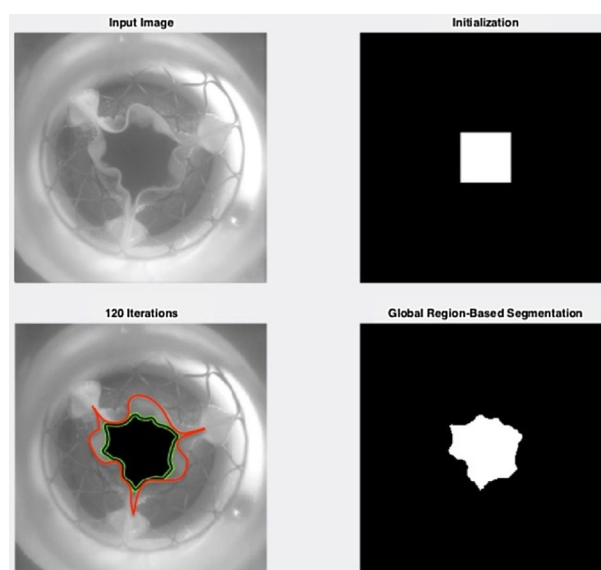 Input Image
Initialization
120 Iterations
Global Region-Based Segmentation